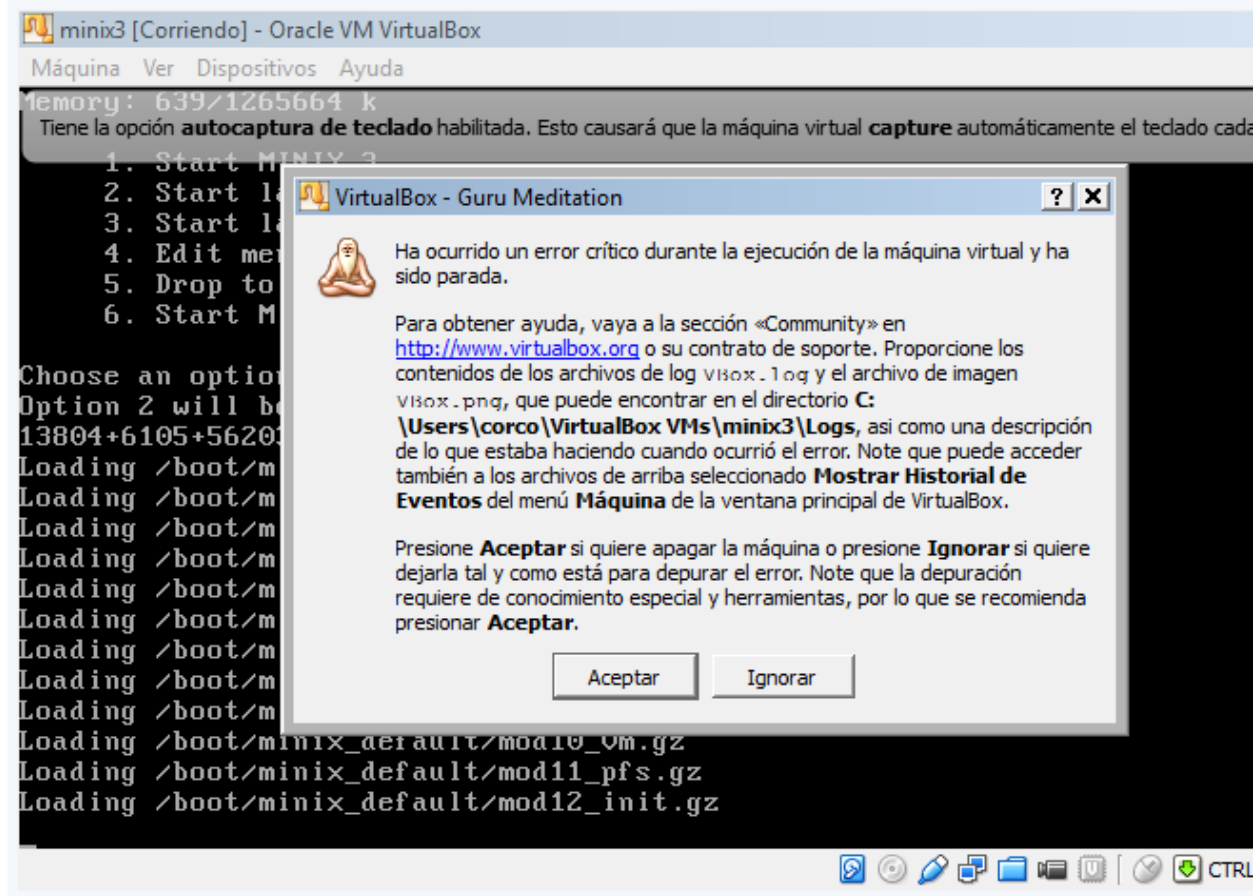 minix3 [Corriendo] - Oracle VM VirtualBox
Máquina Ver Dispositivos Ayuda
Memory: 639/1265664 k
Tiene la opción autocaptura de teclado habilitada. Esto causará que la máquina virtual capture automáticamente el teclado cada
1. Start MINIX 3
2. Start la
3. Start la
4. Edit me
5. Drop to
6. Start M
Choose an optio
Option 2 will b
13804+6105+5620
Loading /boot/m
Loading /boot/m
Loading /boot/m
Loading /boot/m
Loading /boot/m
Loading /boot/m
Loading /boot/m
Loading /boot/m
Loading /boot/m
Loading /boot/minix_default/mod10_vm.gz
Loading /boot/minix_default/mod11_pfs.gz
Loading /boot/minix_default/mod12_init.gz
VirtualBox - Guru Meditation
Ha ocurrido un error crítico durante la ejecución de la máquina virtual y ha
sido parada.
Para obtener ayuda, vaya a la sección «Community» en
http://www.virtualbox.org o su contrato de soporte. Proporcione los
contenidos de los archivos de log VBox.log y el archivo de imagen
VBox.png, que puede encontrar en el directorio C:
\Users\corco\VirtualBox VMs\minix3\Logs, asi como una descripción
de lo que estaba haciendo cuando ocurrió el error. Note que puede acceder
también a los archivos de arriba seleccionado Mostrar Historial de
Eventos del menú Máquina de la ventana principal de VirtualBox.
Presione Aceptar si quiere apagar la máquina o presione Ignorar si quiere
dejarla tal y como está para depurar el error. Note que la depuración
requiere de conocimiento especial y herramientas, por lo que se recomienda
presionar Aceptar.
Aceptar Ignorar
CTRL